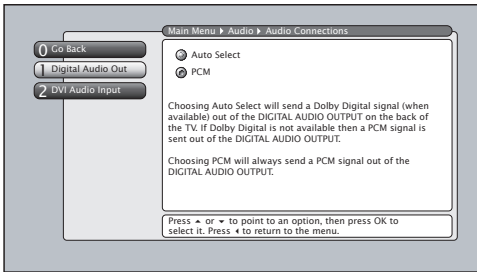 Main Menu ▸ Audio ▸ Audio Connections
0 Go Back
1 Digital Audio Out
2 DVI Audio Input
Auto Select
PCM
Choosing Auto Select will send a Dolby Digital signal (when
available) out of the DIGITAL AUDIO OUTPUT on the back of
the TV. If Dolby Digital is not available then a PCM signal is
sent out of the DIGITAL AUDIO OUTPUT.
Choosing PCM will always send a PCM signal out of the
DIGITAL AUDIO OUTPUT.
Press ▴ or ▾ to point to an option, then press OK to
select it. Press ◂ to return to the menu.